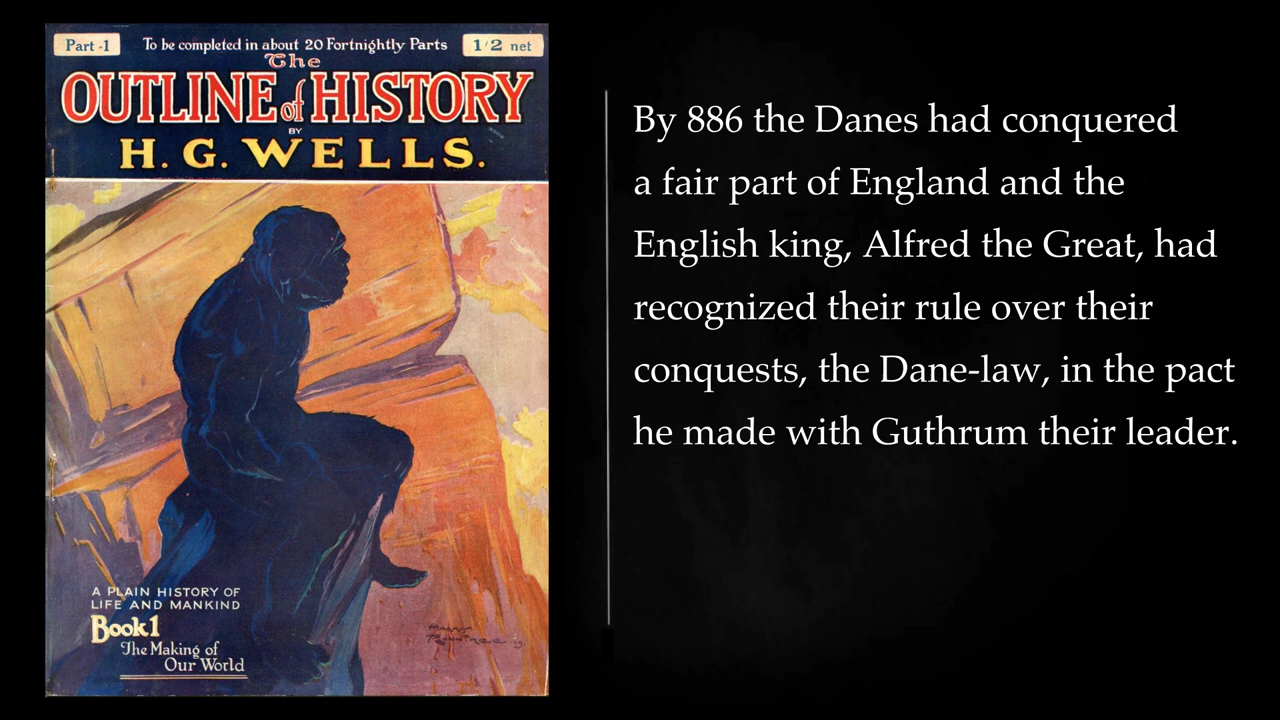 Part -1
To be completed in about 20 Fortnightly Parts
1/2 net
The
OUTLINE of HISTORY
BY
H. G. WELLS.
A PLAIN HISTORY OF
LIFE AND MANKIND
Book 1
The Making of
Our World
By 886 the Danes had conquered
a fair part of England and the
English king, Alfred the Great, had
recognized their rule over their
conquests, the Dane-law, in the pact
he made with Guthrum their leader.